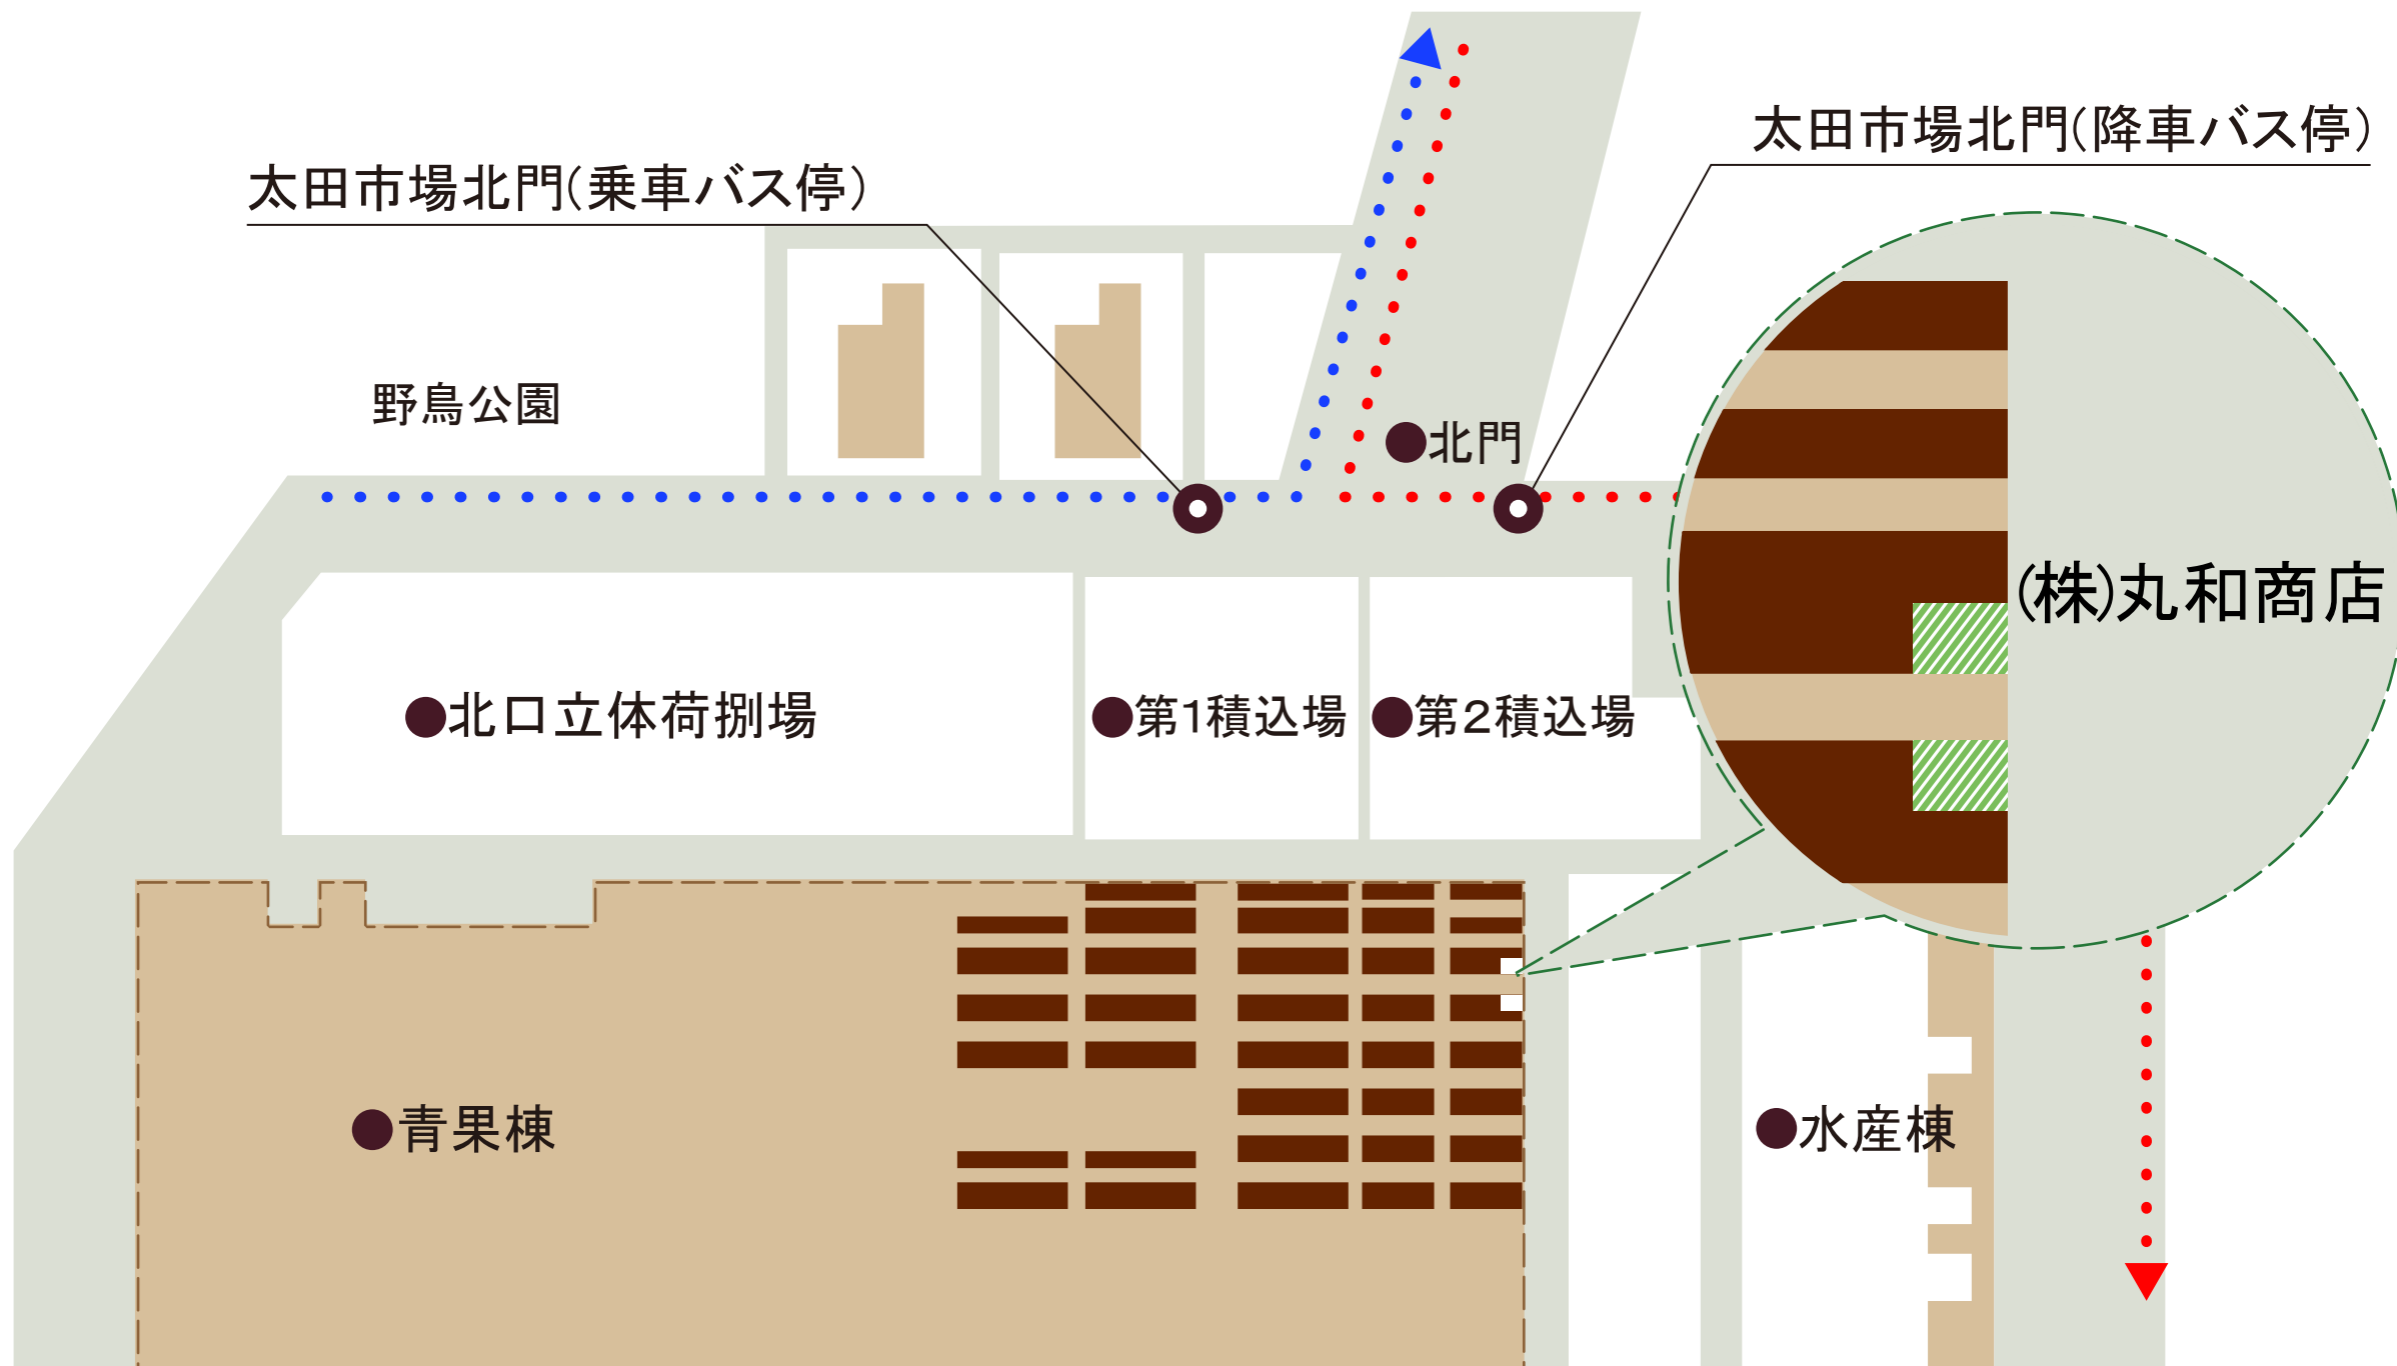 太田市場北門(降車バス停)
太田市場北門(乗車バス停)
野鳥公園
●北門
(株)丸和商店
●北口立体荷捌場
●第1積込場
●第2積込場
●青果棟
●水産棟